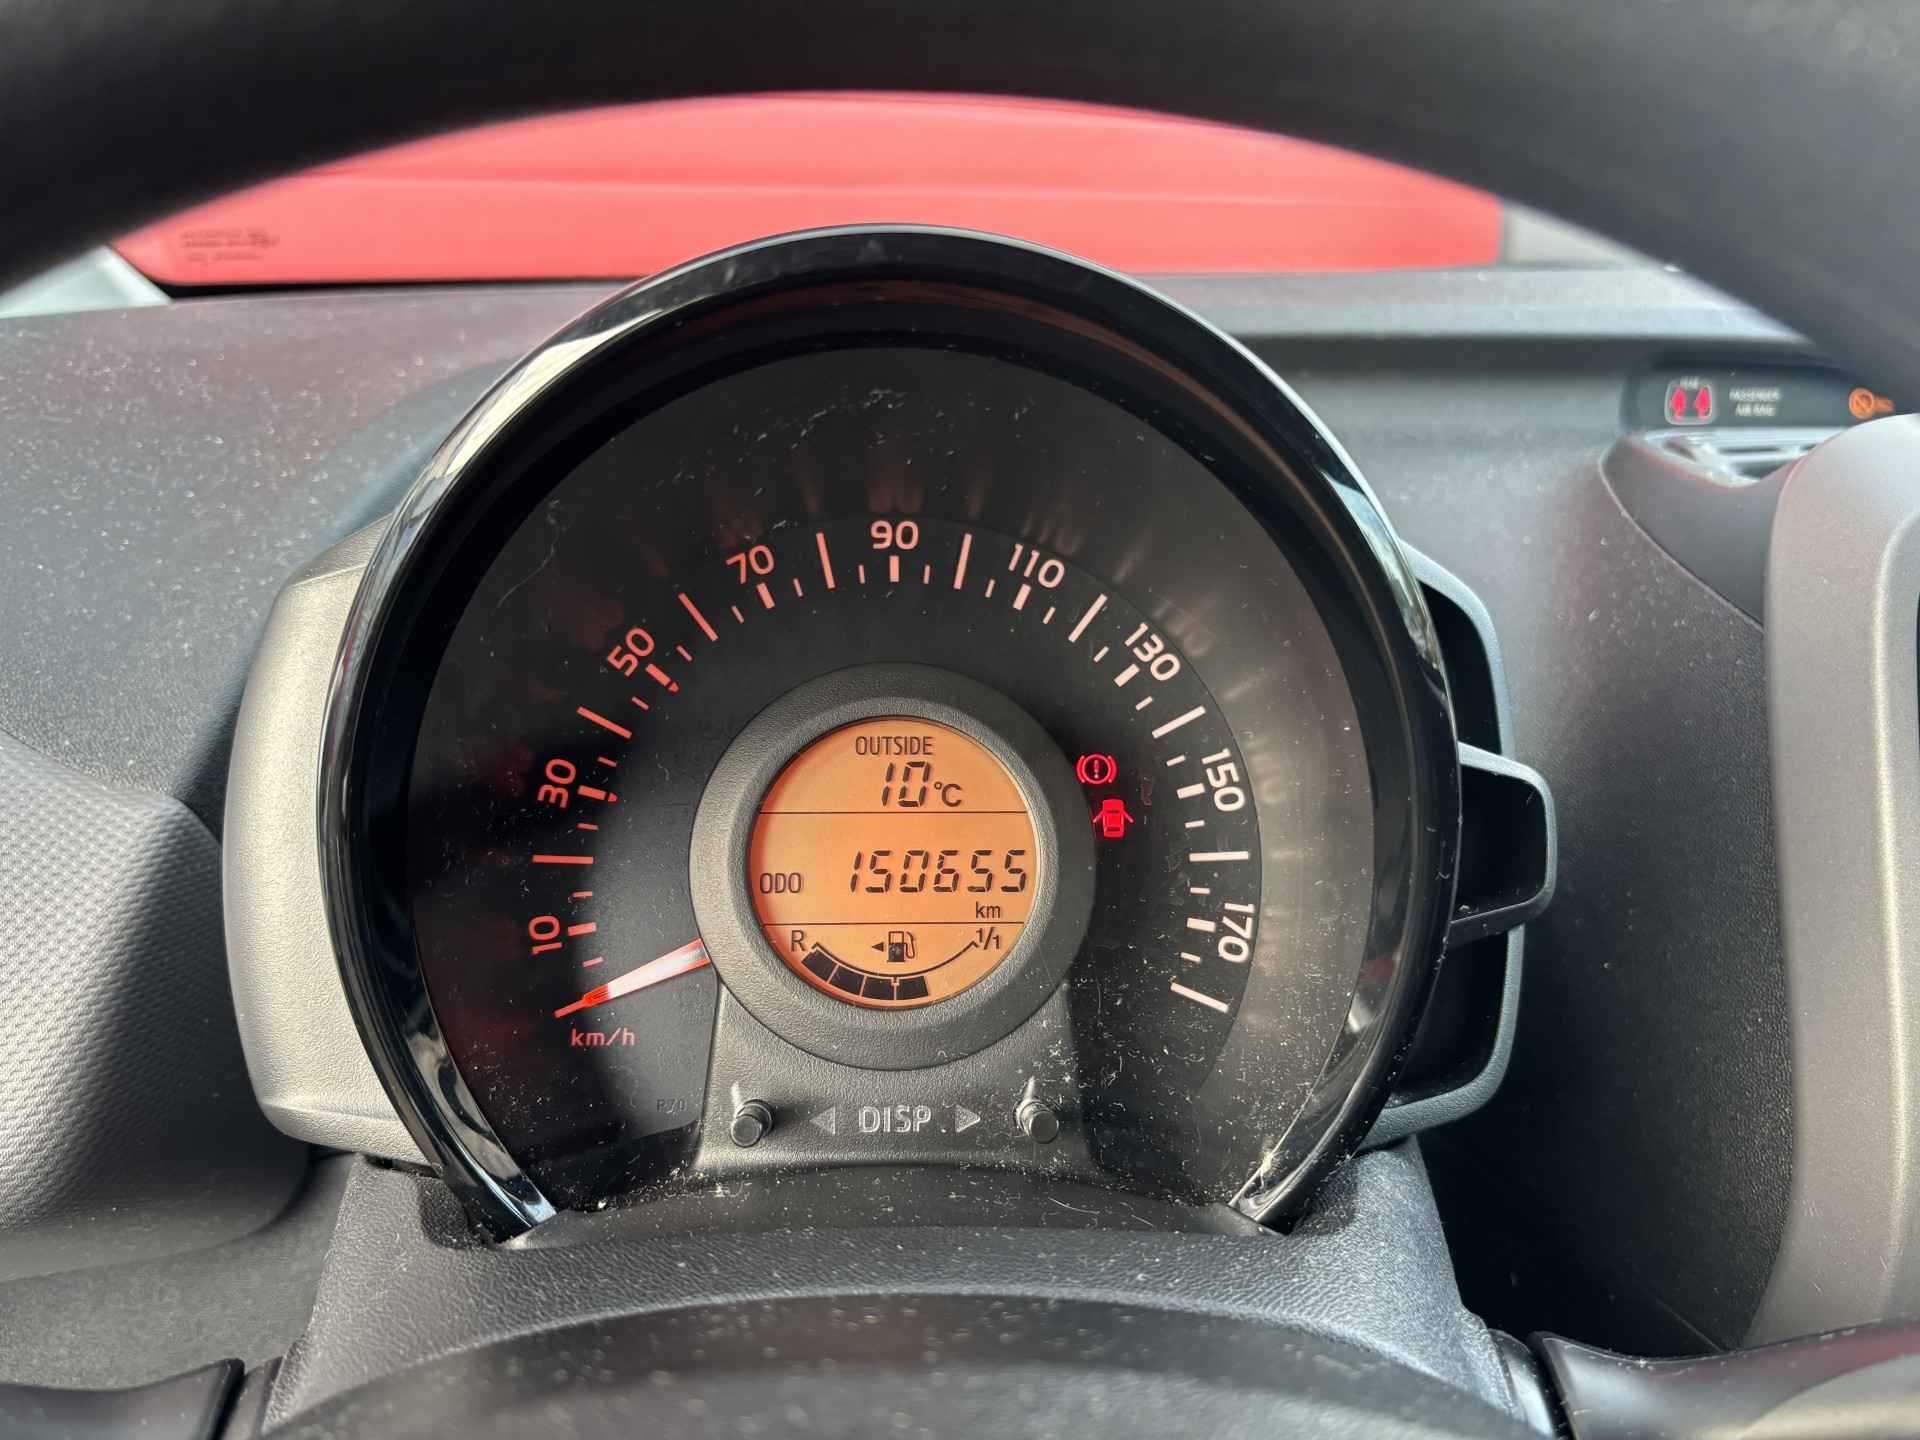 REAR
PASSENGER
AIR BAG
10
30
50
70
90
110
130
150
170
km/h
OUTSIDE
10 °C
ODO 150655
km
R 1/1
DISP